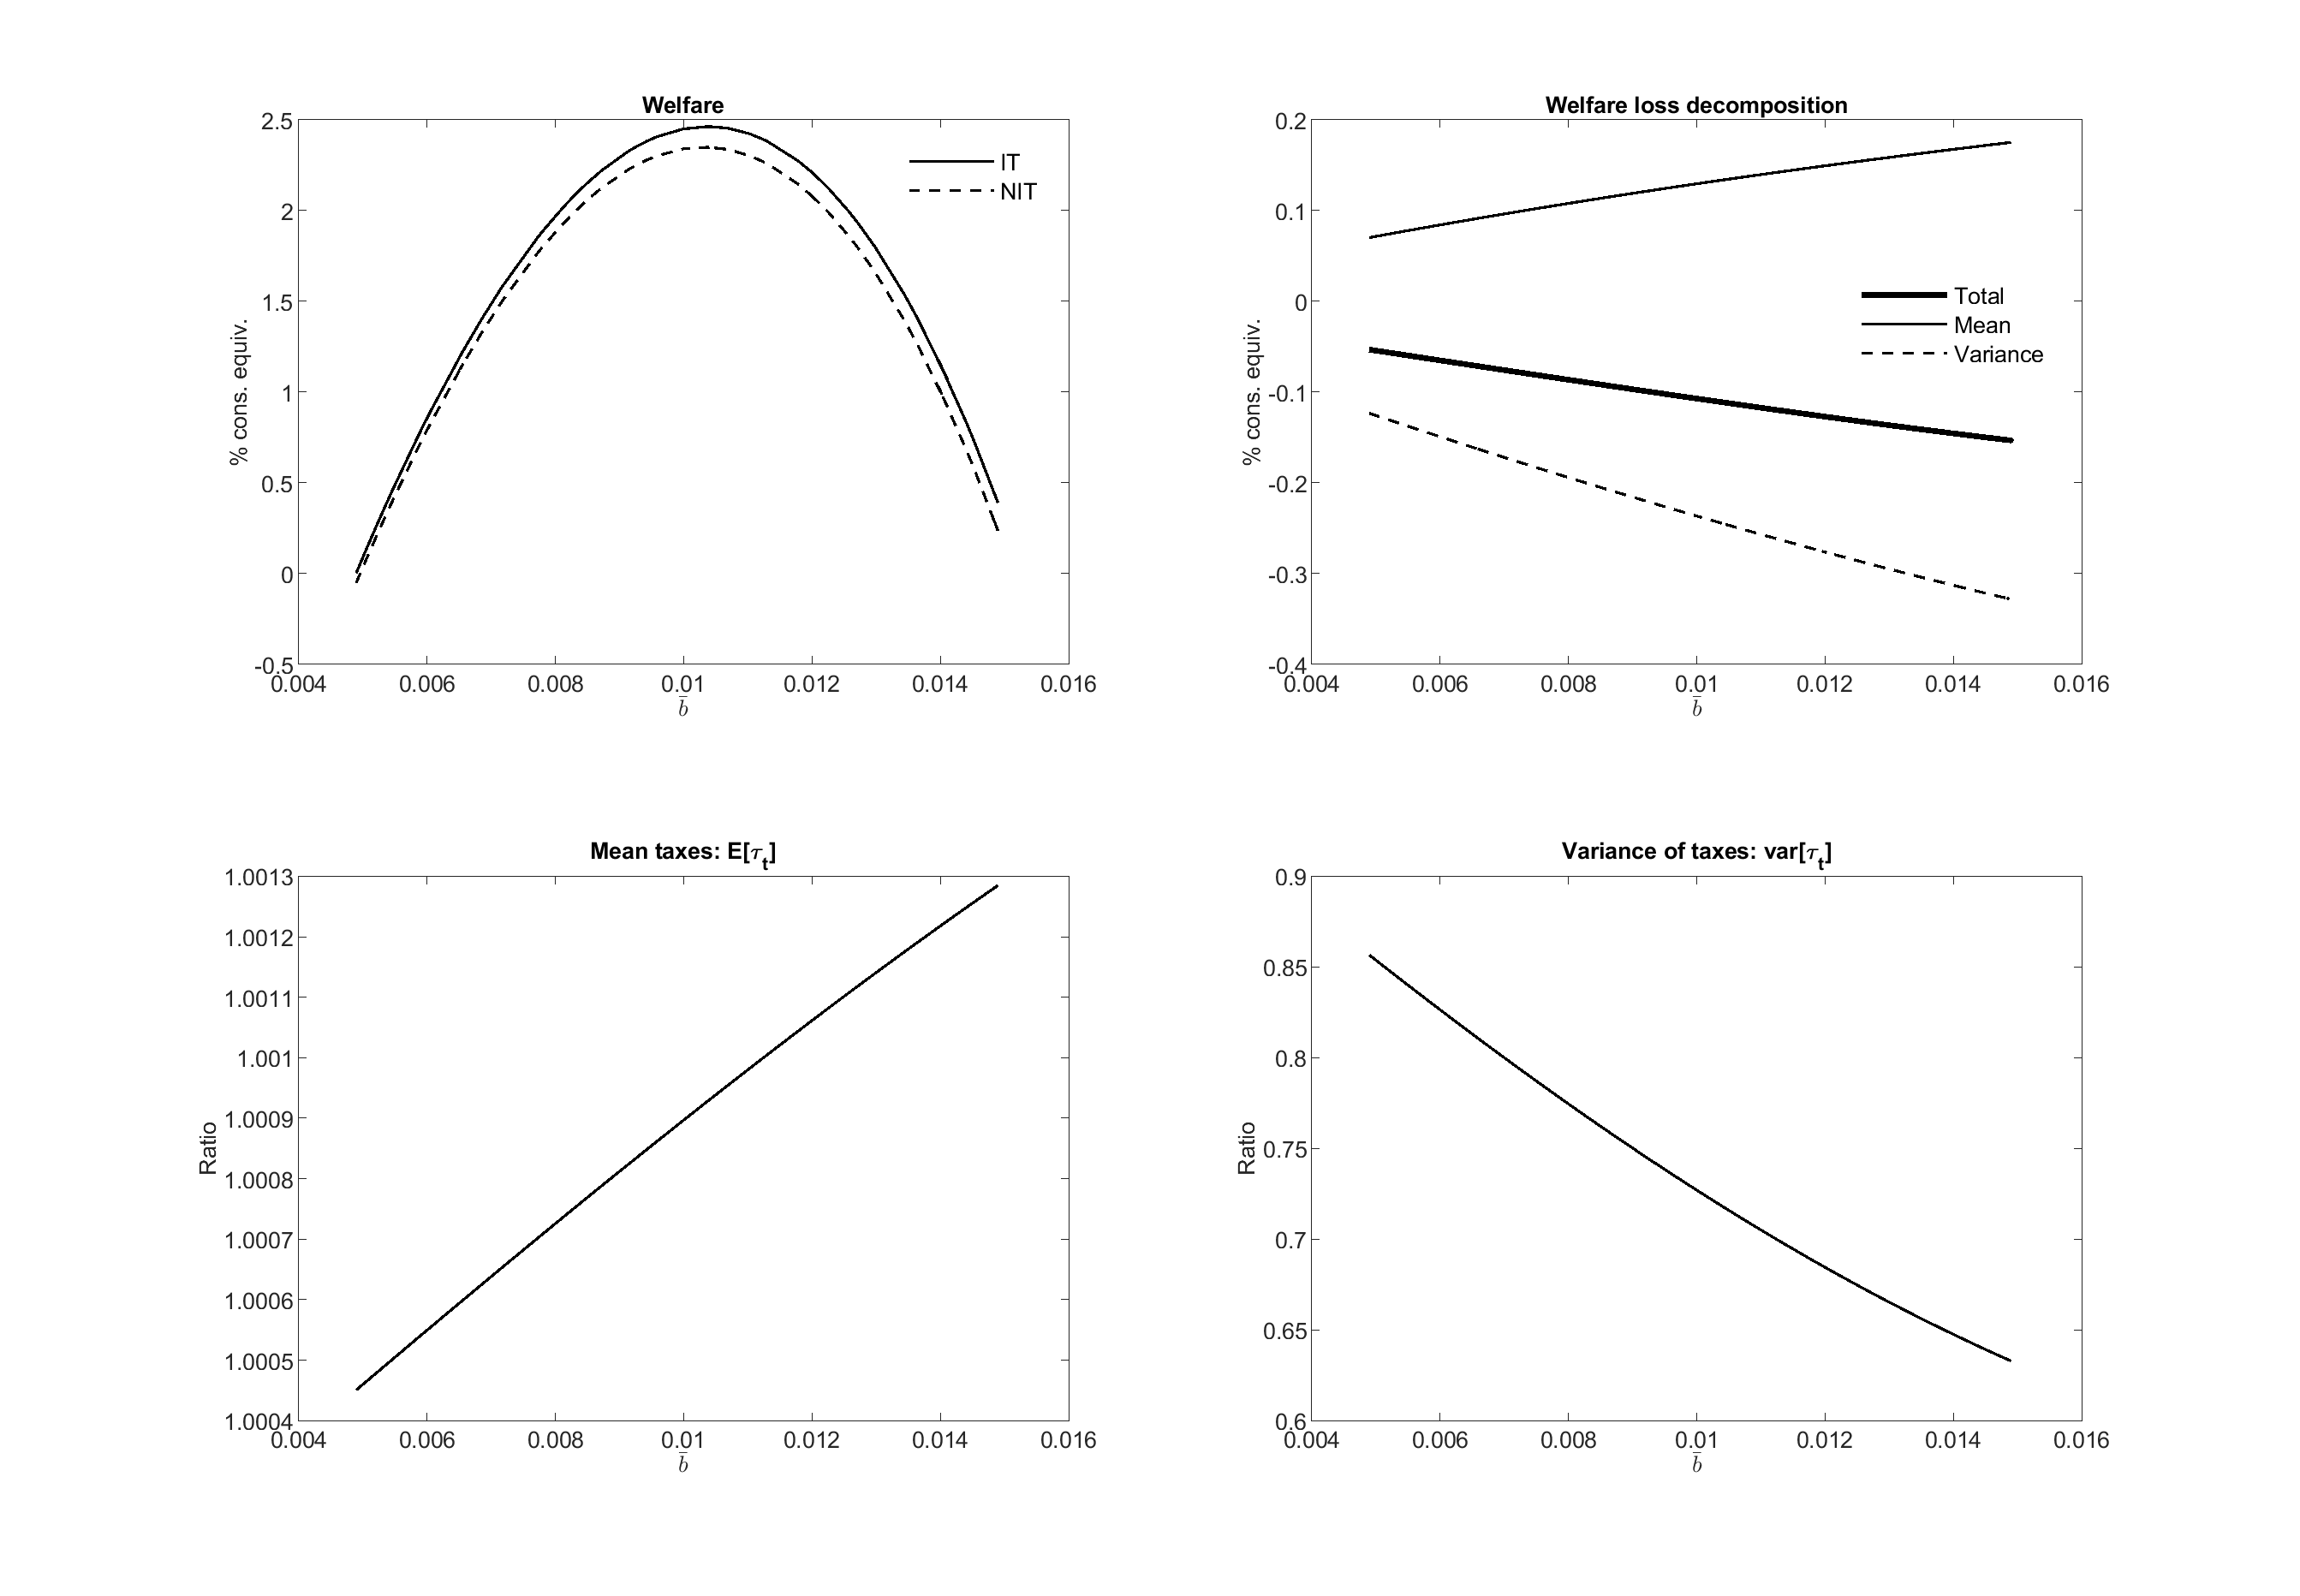 Welfare
2.5
2
1.5
1
0.5
0
-0.5
% cons. equiv.
IT
NIT
0.004 0.006 0.008 0.01 0.012 0.014 0.016
b̄
Welfare loss decomposition
0.2
0.1
0
-0.1
-0.2
-0.3
-0.4
% cons. equiv.
Total
Mean
Variance
0.004 0.006 0.008 0.01 0.012 0.014 0.016
b̄
Mean taxes: E[τt]
1.0013
1.0012
1.0011
1.001
1.0009
1.0008
1.0007
1.0006
1.0005
1.0004
Ratio
0.004 0.006 0.008 0.01 0.012 0.014 0.016
b̄
Variance of taxes: var[τt]
0.9
0.85
0.8
0.75
0.7
0.65
0.6
Ratio
0.004 0.006 0.008 0.01 0.012 0.014 0.016
b̄